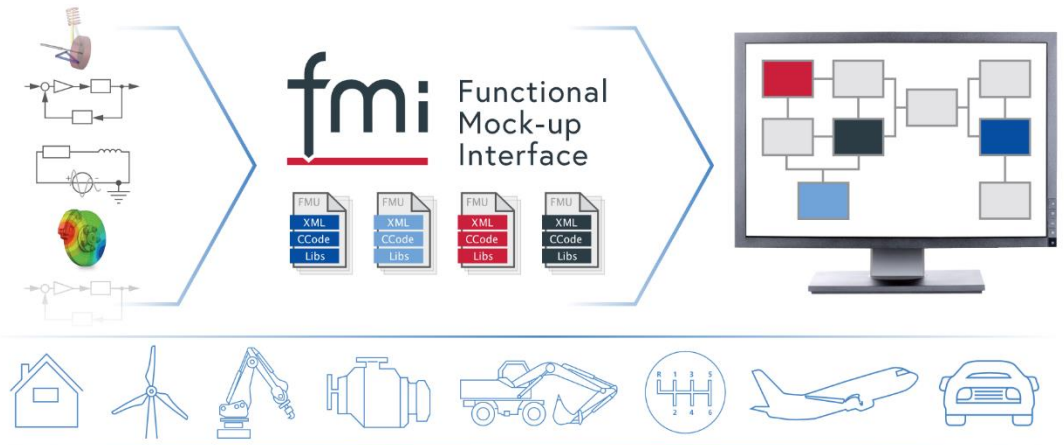 fmi
Functional
Mock-up
Interface
FMU
XML
CCode
Libs
FMU
XML
CCode
Libs
FMU
XML
CCode
Libs
FMU
XML
CCode
Libs
+ -
R 1 3 5
2 4 6